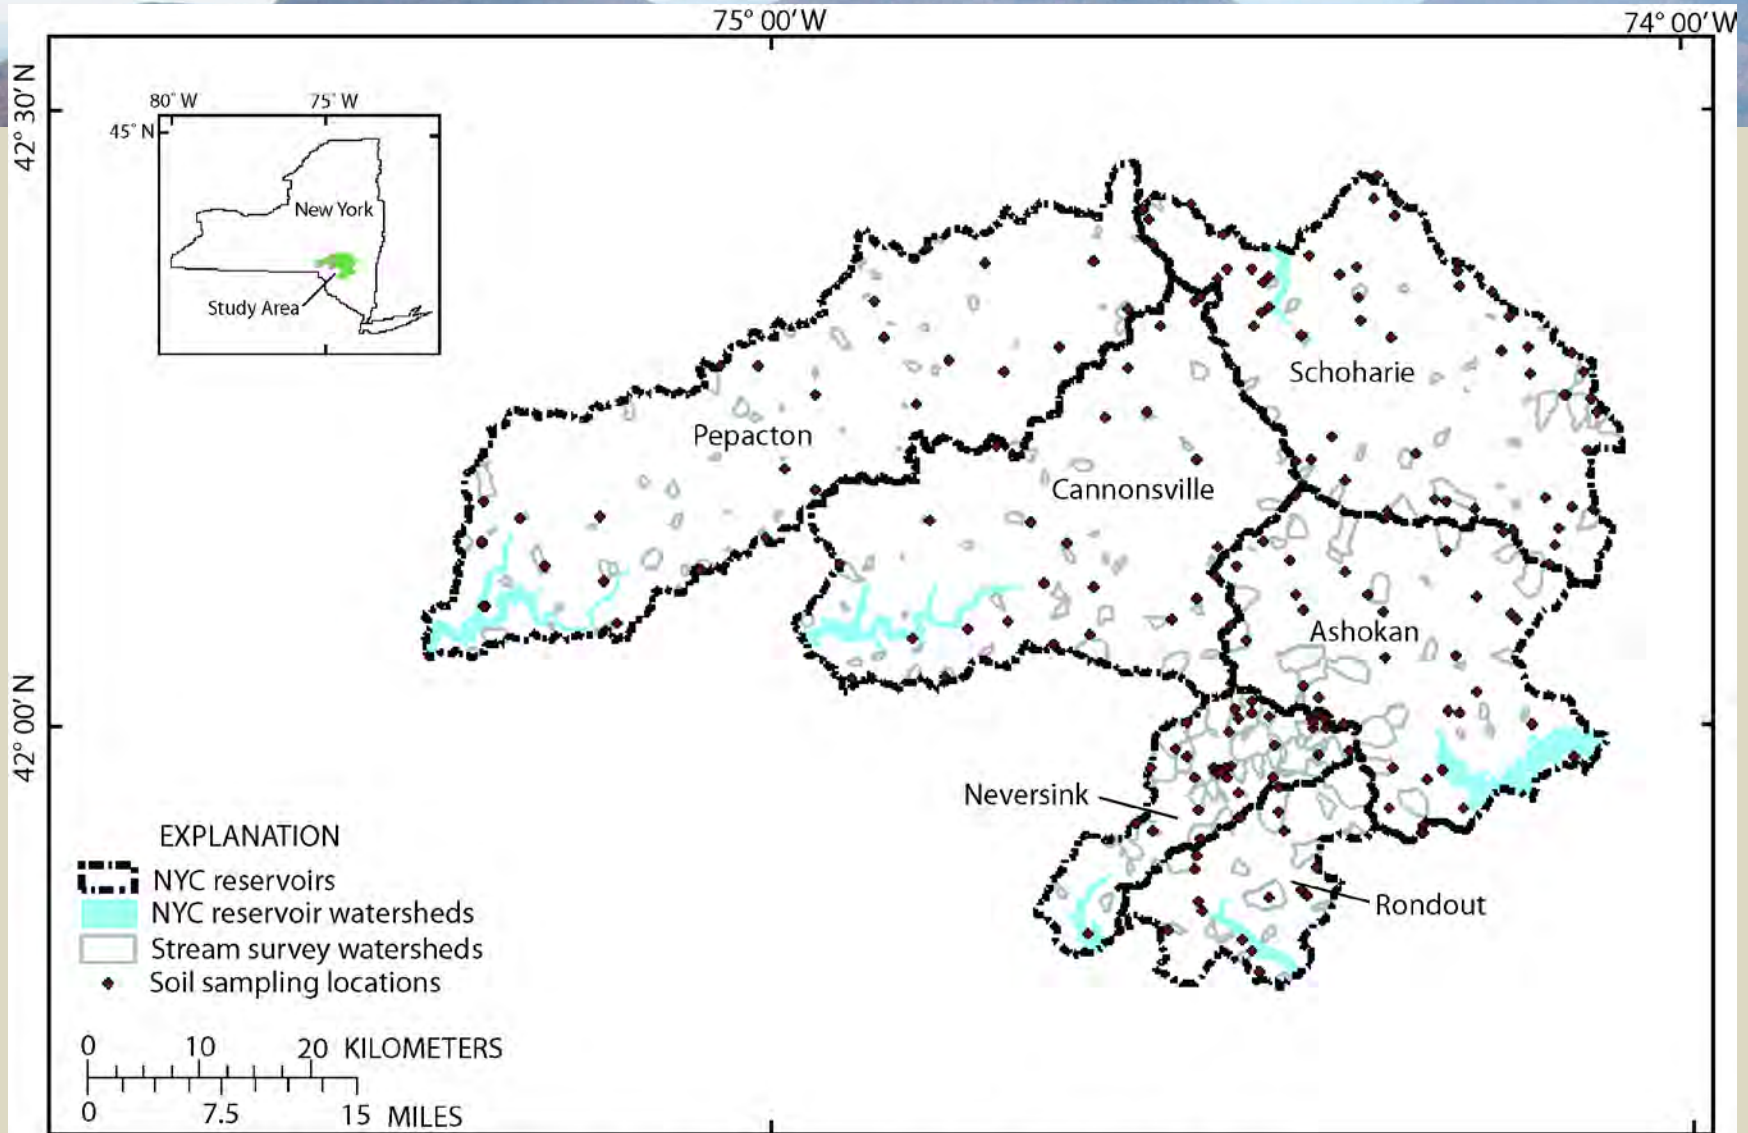 75° 00′ W
74° 00′ W
42° 30′ N
80° W
75° W
45° N
New York
Study Area
Schoharie
Pepacton
Cannonsville
Ashokan
42° 00′ N
Neversink
Rondout
EXPLANATION
NYC reservoirs
NYC reservoir watersheds
Stream survey watersheds
Soil sampling locations
0 10 20 KILOMETERS
0 7.5 15 MILES